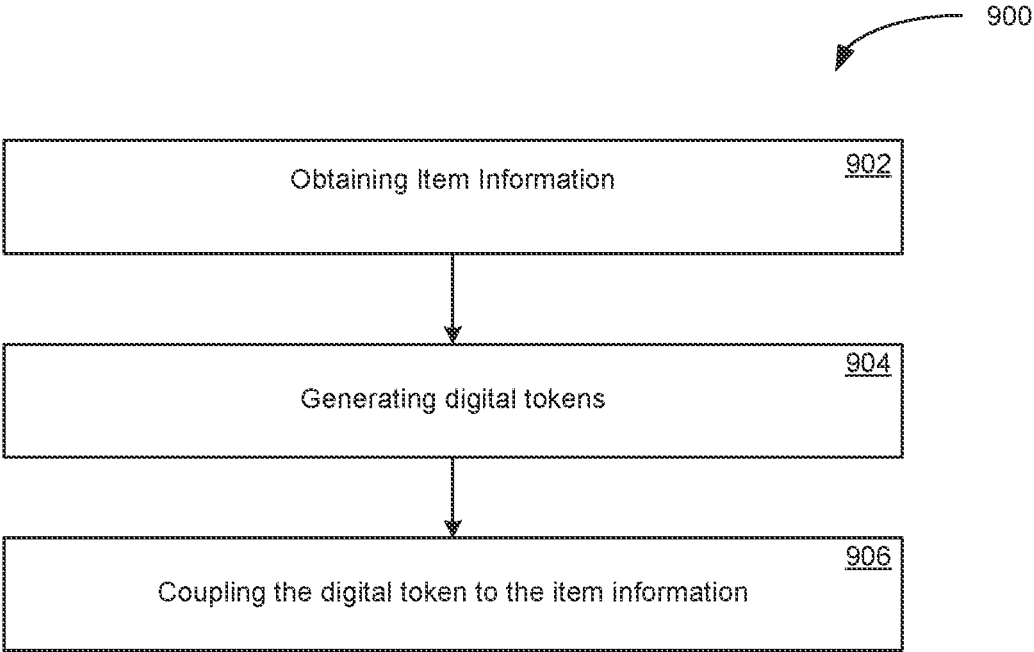 900
902
Obtaining Item Information
904
Generating digital tokens
906
Coupling the digital token to the item information